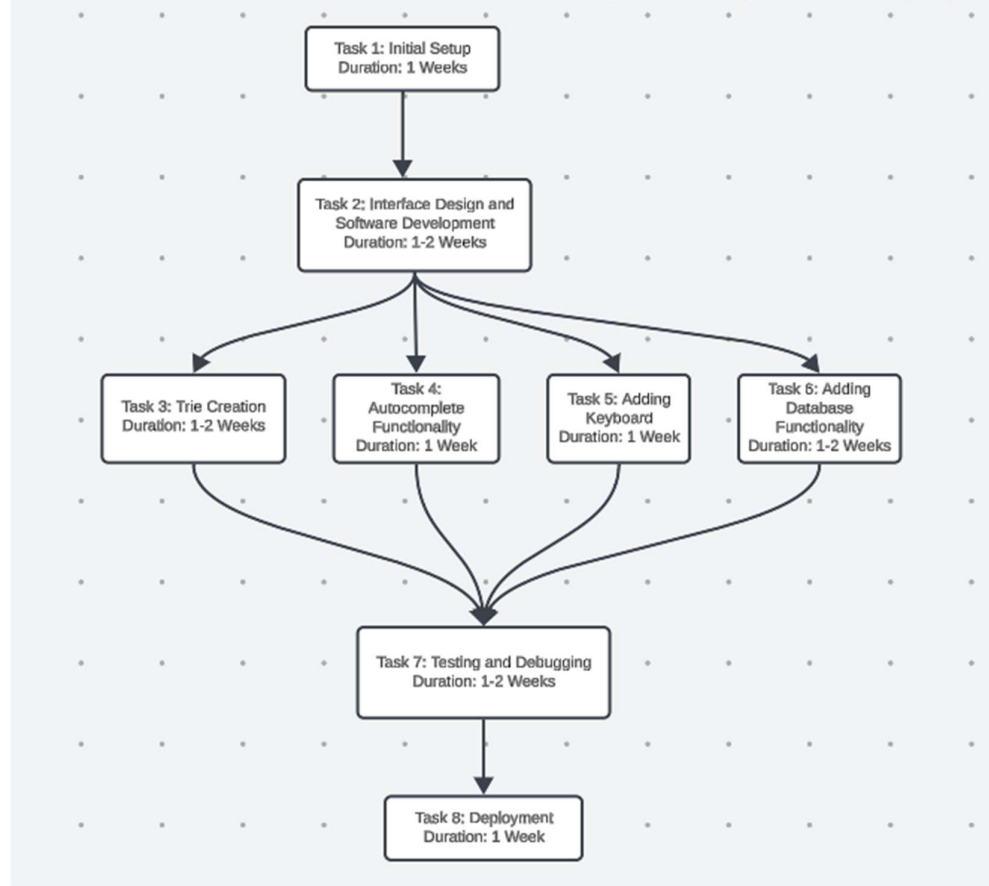 Task 1: Initial Setup
Duration: 1 Weeks
Task 2: Interface Design and
Software Development
Duration: 1-2 Weeks
Task 3: Trie Creation
Duration: 1-2 Weeks
Task 4:
Autocomplete
Functionality
Duration: 1 Week
Task 5: Adding
Keyboard
Duration: 1 Week
Task 6: Adding
Database
Functionality
Duration: 1-2 Weeks
Task 7: Testing and Debugging
Duration: 1-2 Weeks
Task 8: Deployment
Duration: 1 Week